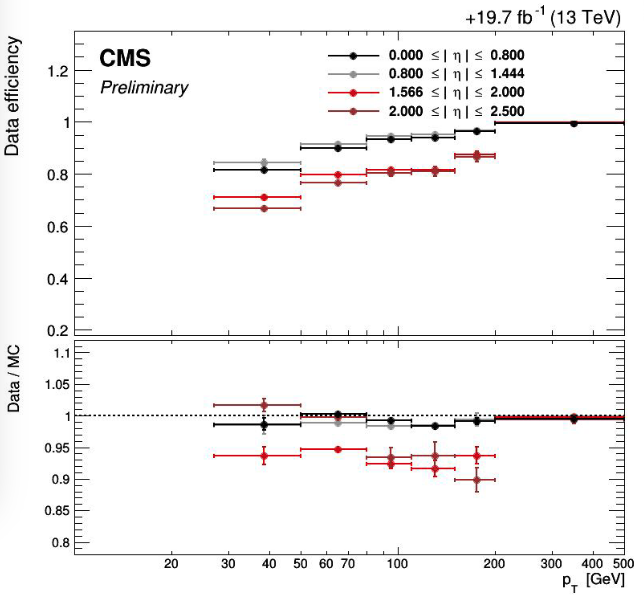 +19.7 fb⁻¹ (13 TeV)
CMS
Preliminary
0.000 ≤ | η | ≤ 0.800
0.800 ≤ | η | ≤ 1.444
1.566 ≤ | η | ≤ 2.000
2.000 ≤ | η | ≤ 2.500
Data efficiency
1.2
1
0.8
0.6
0.4
0.2
Data / MC
1.1
1.05
1
0.95
0.9
0.85
0.8
20 30 40 50 60 70 100 200 300 400 500
p_T [GeV]